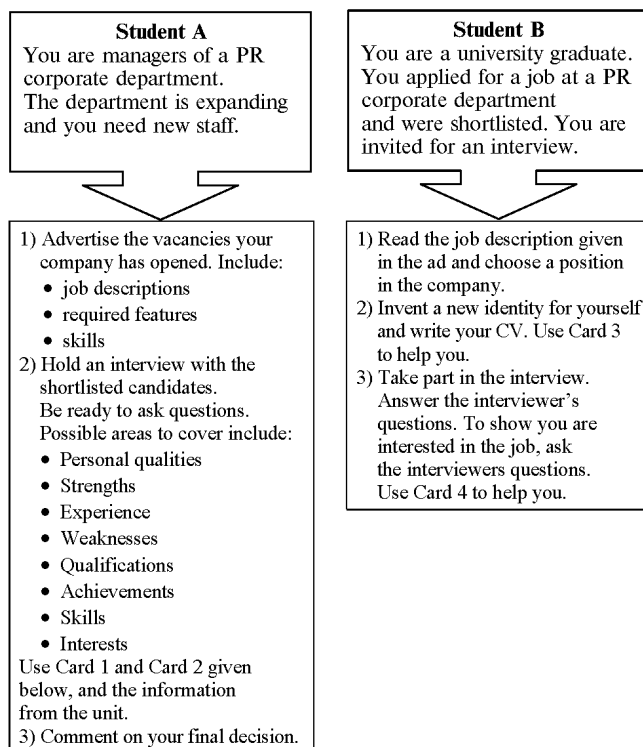 Student A
You are managers of a PR
corporate department.
The department is expanding
and you need new staff.
1) Advertise the vacancies your
company has opened. Include:
• job descriptions
• required features
• skills
2) Hold an interview with the
shortlisted candidates.
Be ready to ask questions.
Possible areas to cover include:
• Personal qualities
• Strengths
• Experience
• Weaknesses
• Qualifications
• Achievements
• Skills
• Interests
Use Card 1 and Card 2 given
below, and the information
from the unit.
3) Comment on your final decision.
Student B
You are a university graduate.
You applied for a job at a PR
corporate department
and were shortlisted. You are
invited for an interview.
1) Read the job description given
in the ad and choose a position
in the company.
2) Invent a new identity for yourself
and write your CV. Use Card 3
to help you.
3) Take part in the interview.
Answer the interviewer’s
questions. To show you are
interested in the job, ask
the interviewers questions.
Use Card 4 to help you.